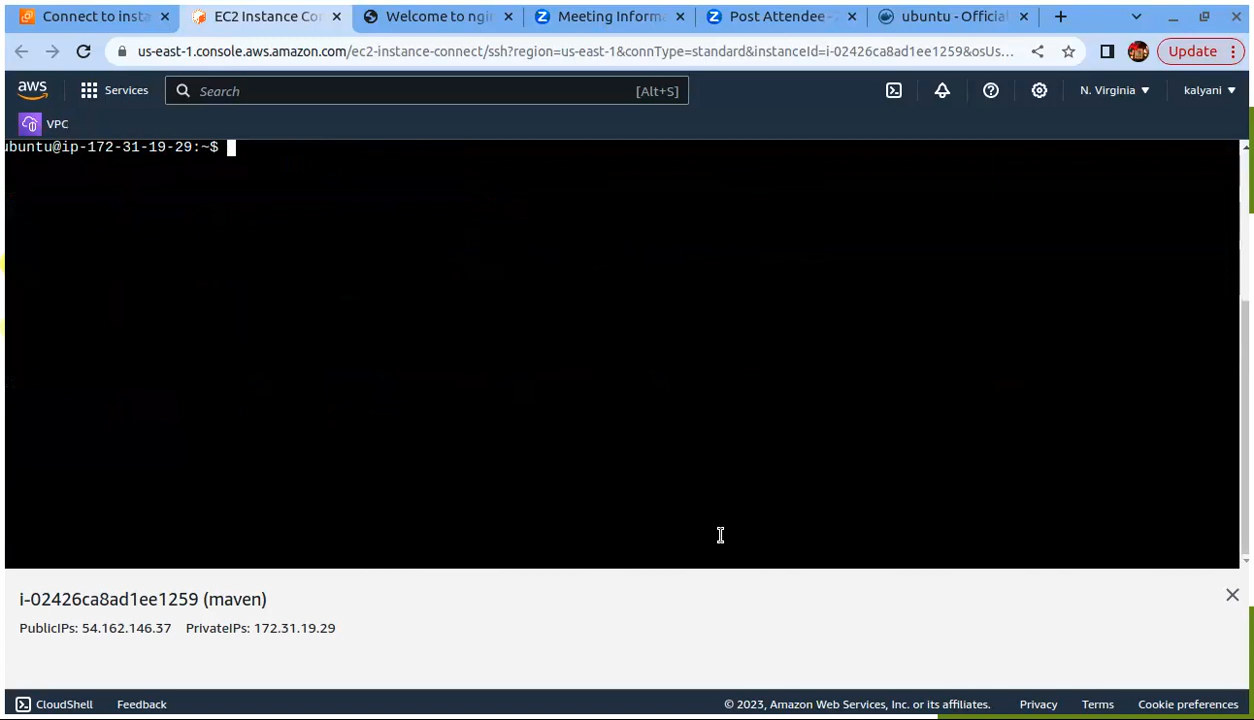 Connect to insta
EC2 Instance Co
Welcome to ngi
Meeting Inform
Post Attendee -
ubuntu - Officia
us-east-1.console.aws.amazon.com/ec2-instance-connect/ssh?region=us-east-1&connType=standard&instanceId=i-02426ca8ad1ee1259&osUs...
Update
aws
Services
Search
[Alt+S]
N. Virginia
kalyani
VPC
ubuntu@ip-172-31-19-29:~$
i-02426ca8ad1ee1259 (maven)
PublicIPs: 54.162.146.37 PrivateIPs: 172.31.19.29
CloudShell
Feedback
© 2023, Amazon Web Services, Inc. or its affiliates.
Privacy
Terms
Cookie preferences